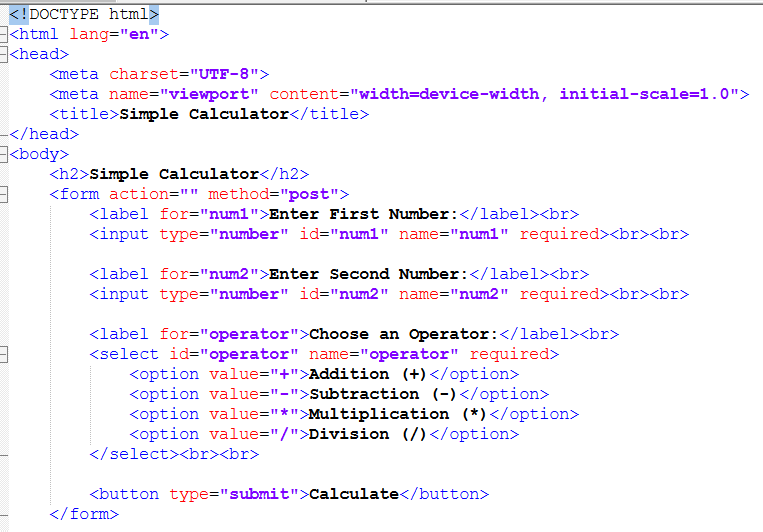 <!DOCTYPE html>
<html lang="en">
<head>
    <meta charset="UTF-8">
    <meta name="viewport" content="width=device-width, initial-scale=1.0">
    <title>Simple Calculator</title>
</head>
<body>
    <h2>Simple Calculator</h2>
    <form action="" method="post">
        <label for="num1">Enter First Number:</label><br>
        <input type="number" id="num1" name="num1" required><br><br>

        <label for="num2">Enter Second Number:</label><br>
        <input type="number" id="num2" name="num2" required><br><br>

        <label for="operator">Choose an Operator:</label><br>
        <select id="operator" name="operator" required>
            <option value="+">Addition (+)</option>
            <option value="-">Subtraction (-)</option>
            <option value="*">Multiplication (*)</option>
            <option value="/">Division (/)</option>
        </select><br><br>

        <button type="submit">Calculate</button>
    </form>